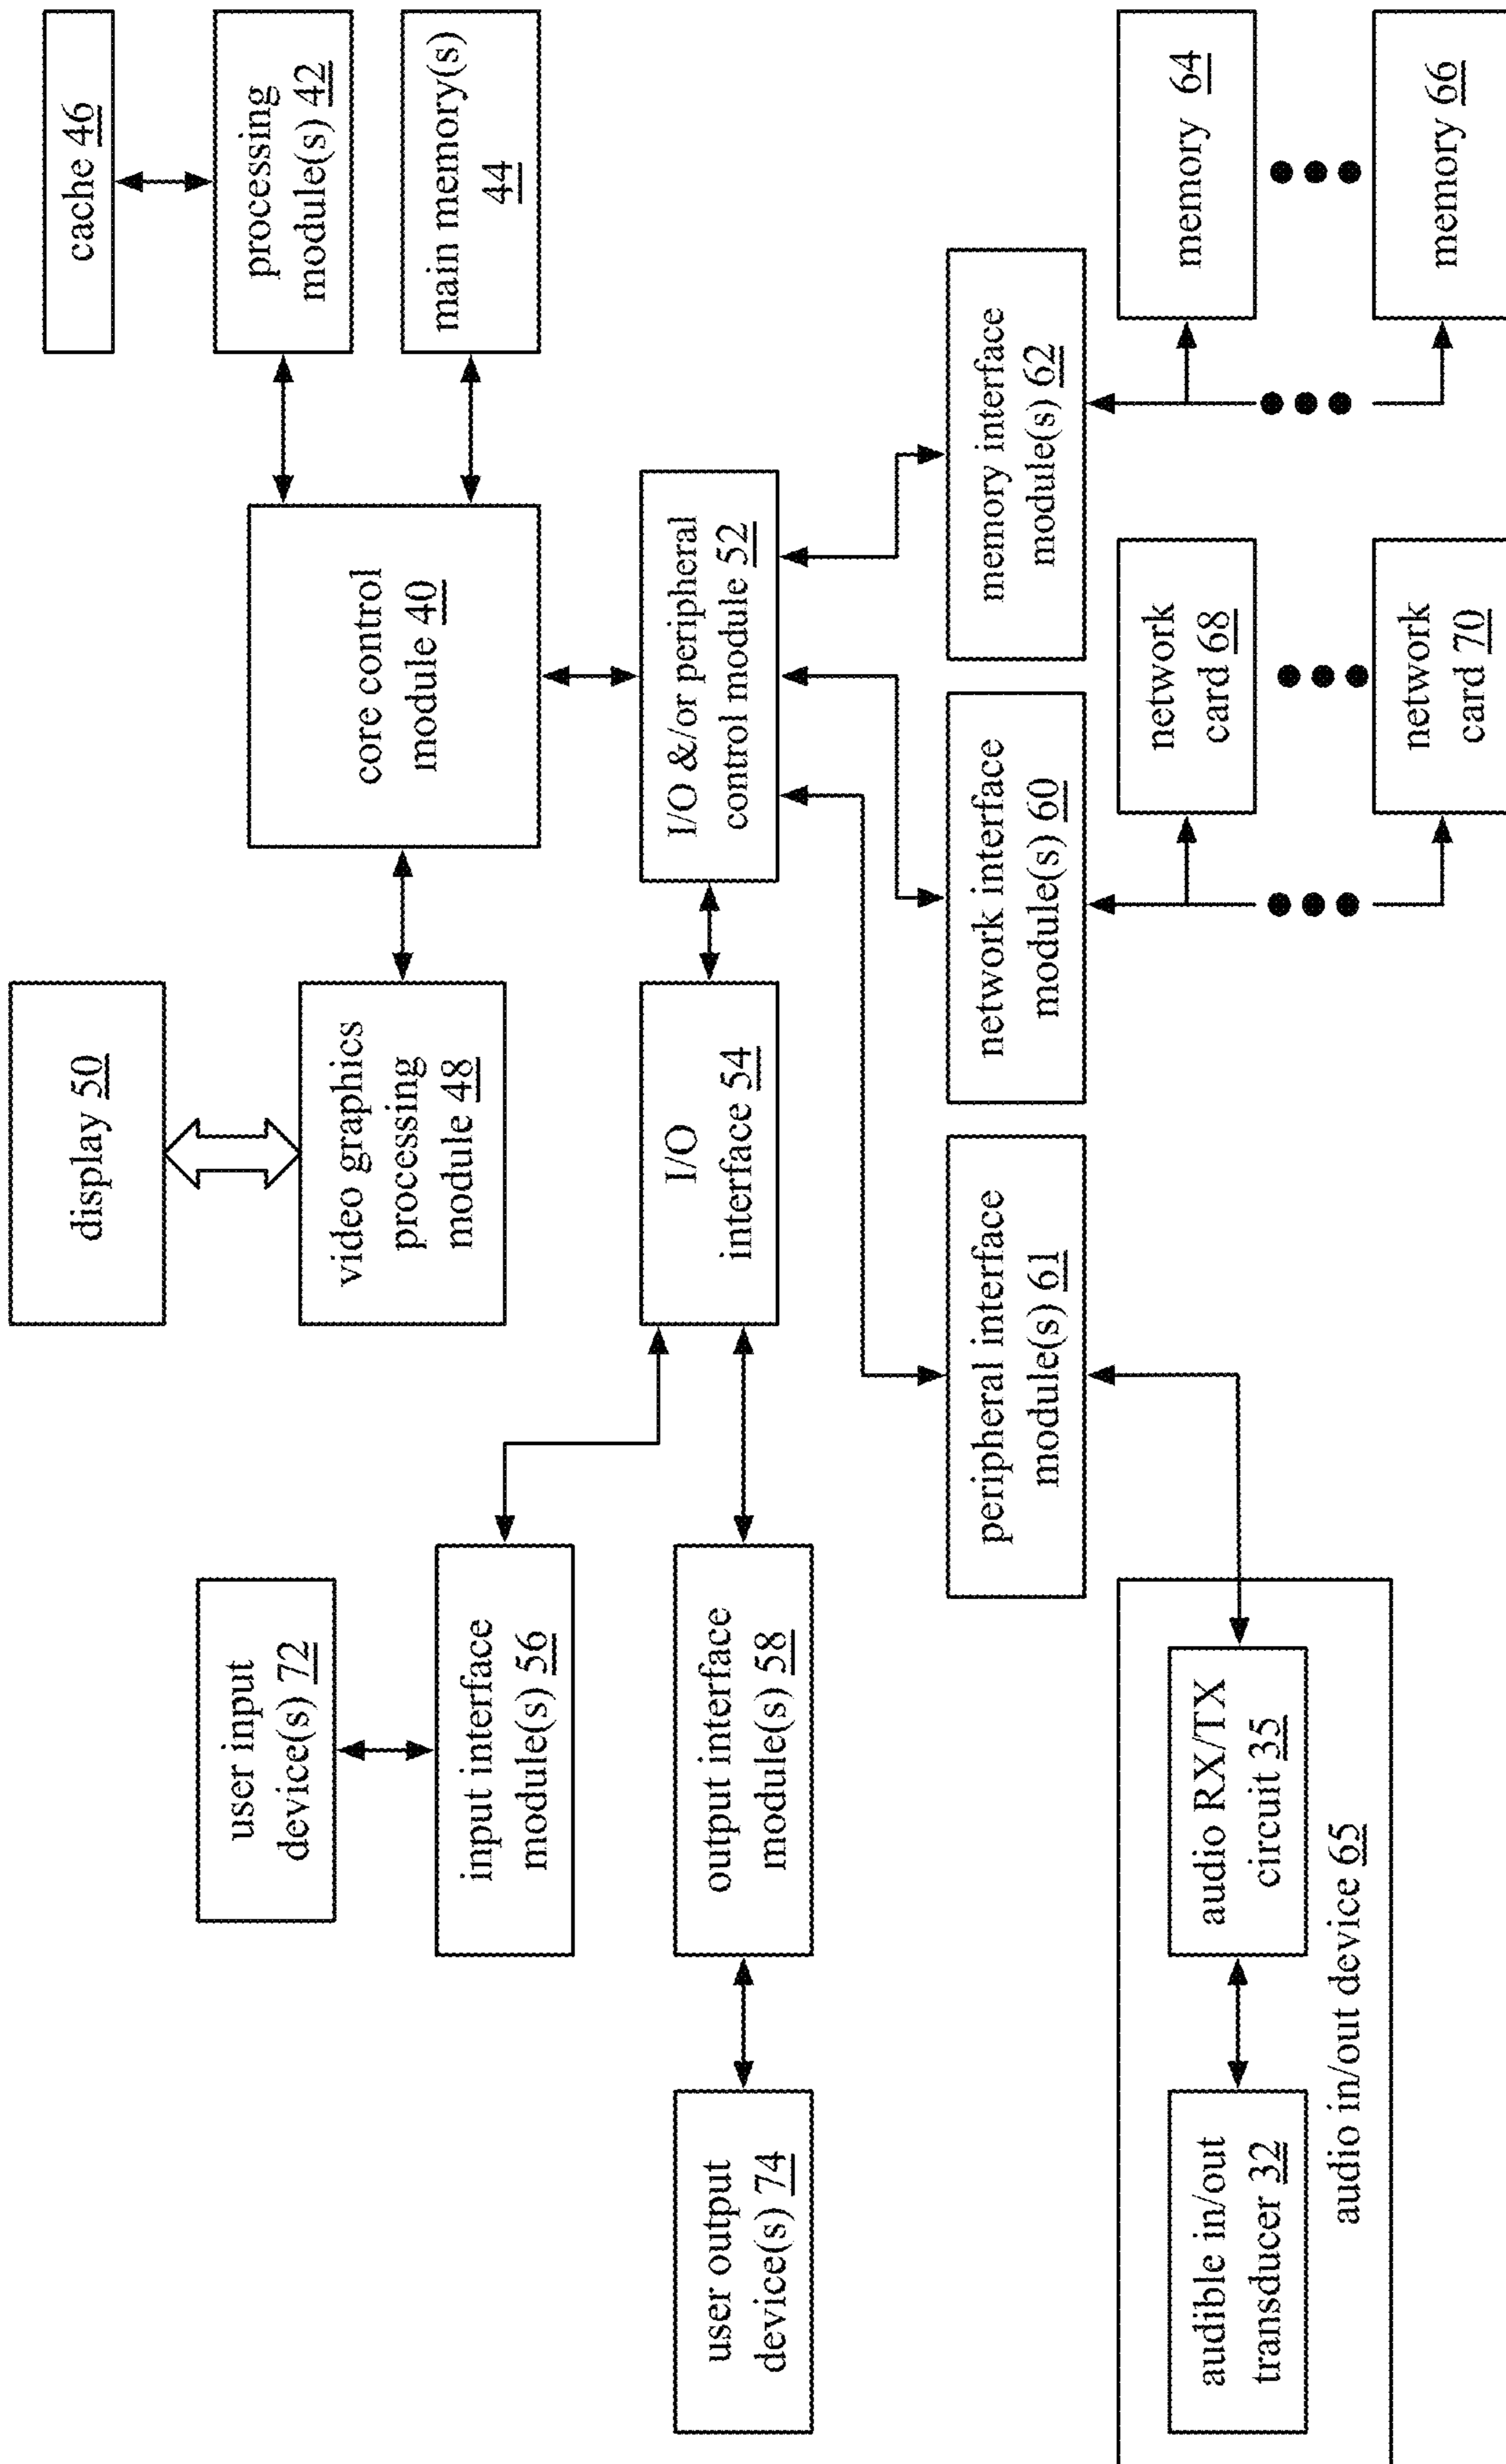 display 50
video graphics
processing
module 48
core control
module 40
cache 46
processing
module(s) 42
main memory(s)
44
user input
device(s) 72
input interface
module(s) 56
I/O
interface 54
I/O &/or peripheral
control module 52
user output
device(s) 74
output interface
module(s) 58
peripheral interface
module(s) 61
network interface
module(s) 60
memory interface
module(s) 62
audible in/out
transducer 32
audio RX/TX
circuit 35
audio in/out device 65
network
card 68
network
card 70
memory 64
memory 66